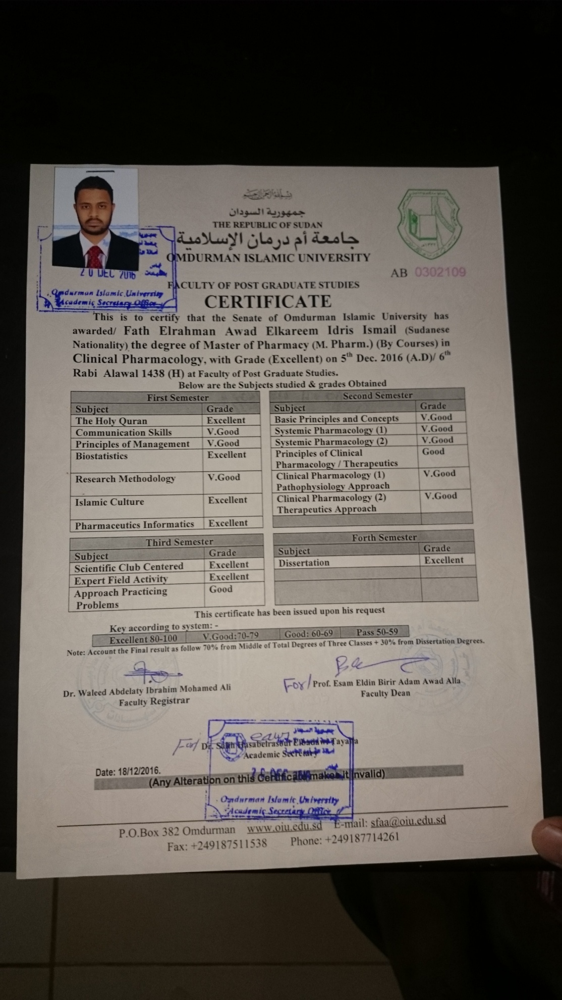 بسم الله الرحمن الرحيم
جمهورية السودان
THE REPUBLIC OF SUDAN
جامعة أم درمان الإسلامية
OMDURMAN ISLAMIC UNIVERSITY
AB 0302109
20 DEC 2016
Omdurman Islamic University
Academic Secretary Office
FACULTY OF POST GRADUATE STUDIES
CERTIFICATE
This is to certify that the Senate of Omdurman Islamic University has
awarded/ Fath Elrahman Awad Elkareem Idris Ismail (Sudanese
Nationality) the degree of Master of Pharmacy (M. Pharm.) (By Courses) in
Clinical Pharmacology, with Grade (Excellent) on 5th Dec. 2016 (A.D)/ 6th
Rabi Alawal 1438 (H) at Faculty of Post Graduate Studies.
Below are the Subjects studied & grades Obtained
First Semester
Subject Grade
The Holy Quran Excellent
Communication Skills V.Good
Principles of Management V.Good
Biostatistics Excellent
Research Methodology V.Good
Islamic Culture Excellent
Pharmaceutics Informatics Excellent
Second Semester
Subject Grade
Basic Principles and Concepts V.Good
Systemic Pharmacology (1) V.Good
Systemic Pharmacology (2) V.Good
Principles of Clinical Good
Pharmacology / Therapeutics
Clinical Pharmacology (1) V.Good
Pathophysiology Approach
Clinical Pharmacology (2) V.Good
Therapeutics Approach
Third Semester
Subject Grade
Scientific Club Centered Excellent
Expert Field Activity Excellent
Approach Practicing Good
Problems
Forth Semester
Subject Grade
Dissertation Excellent
This certificate has been issued upon his request
Key according to system: -
Excellent 80-100 V.Good:70-79 Good: 60-69 Pass 50-59
Note: Account the Final result as follow 70% from Middle of Total Degrees of Three Classes + 30% from Dissertation Degrees.
Dr. Waleed Abdelaty Ibrahim Mohamed Ali
Faculty Registrar
For/ Prof. Esam Eldin Birir Adam Awad Alla
Faculty Dean
For/ Dr.
Academic Secretary
Date: 18/12/2016.
(Any Alteration on this Certificate makes it Invalid)
Omdurman Islamic University
Academic Secretary Office
P.O.Box 382 Omdurman www.oiu.edu.sd E-mail: sfaa@oiu.edu.sd
Fax: +249187511538 Phone: +249187714261